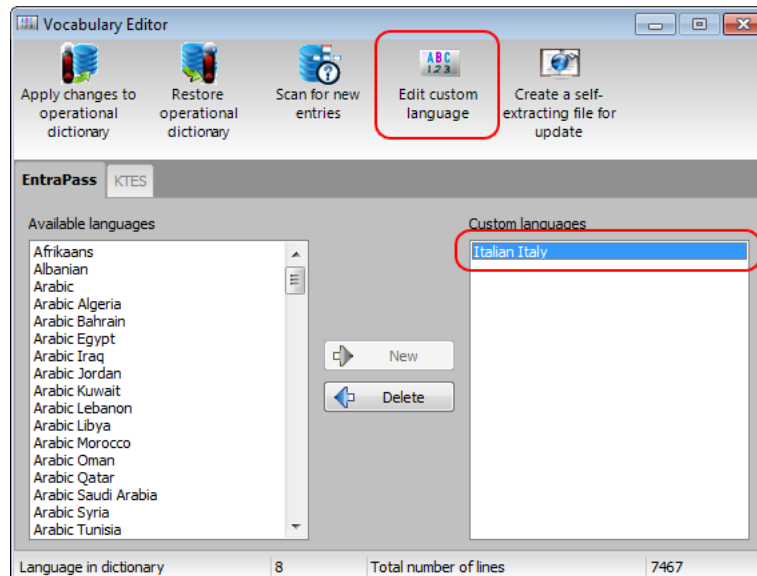 Vocabulary Editor
Apply changes to operational dictionary
Restore operational dictionary
Scan for new entries
ABC 123
Edit custom language
Create a self-extracting file for update
EntraPass
KTES
Available languages
Custom languages
Afrikaans
Albanian
Arabic
Arabic Algeria
Arabic Bahrain
Arabic Egypt
Arabic Iraq
Arabic Jordan
Arabic Kuwait
Arabic Lebanon
Arabic Libya
Arabic Morocco
Arabic Oman
Arabic Qatar
Arabic Saudi Arabia
Arabic Syria
Arabic Tunisia
New
Delete
Italian Italy
Language in dictionary 8 Total number of lines 7467